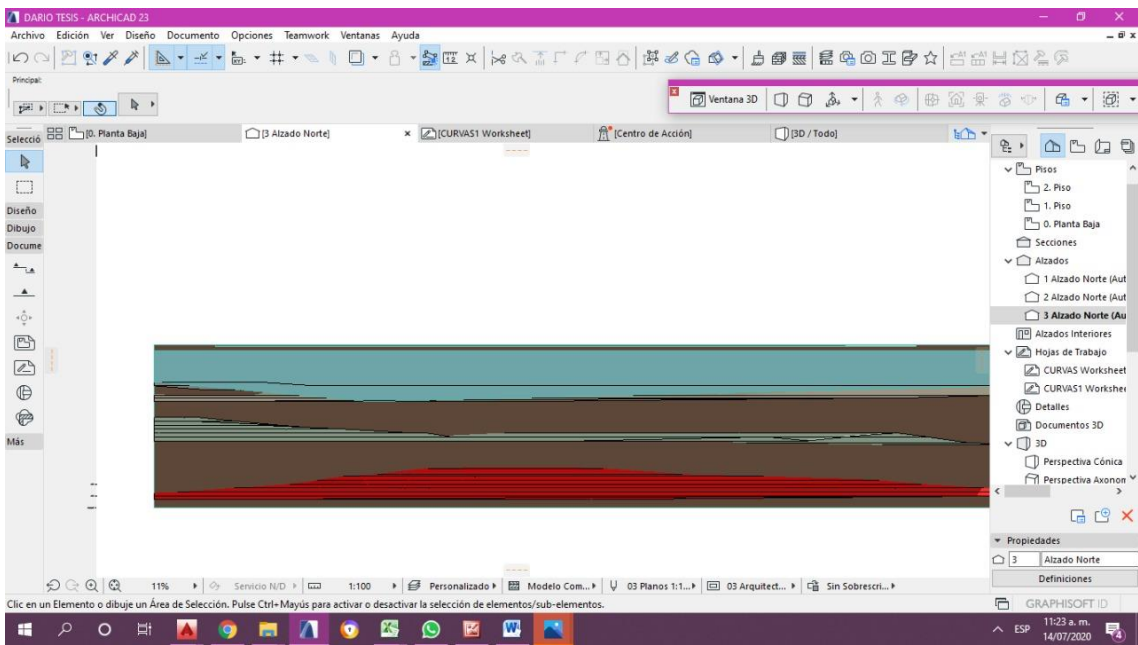 DARIO TESIS - ARCHICAD 23
Archivo Edición Ver Diseño Documento Opciones Teamwork Ventanas Ayuda
Principal:
Ventana 3D
Selecció
[0. Planta Baja]
[3 Alzado Norte]
[CURVAS1 Worksheet]
[Centro de Acción]
[3D / Todo]
Diseño
Dibujo
Docume
Más
Pisos
2. Piso
1. Piso
0. Planta Baja
Secciones
Alzados
1 Alzado Norte (Aut
2 Alzado Norte (Aut
3 Alzado Norte (Au
Alzados Interiores
Hojas de Trabajo
CURVAS Worksheet
CURVAS1 Workshee
Detalles
Documentos 3D
3D
Perspectiva Cónica
Perspectiva Axonon
Propiedades
3 Alzado Norte
Definiciones
11% Servicio N/D 1:100 Personalizado Modelo Com... 03 Planos 1:1... 03 Arquitect... Sin Sobrescri...
Clic en un Elemento o dibuje un Área de Selección. Pulse Ctrl+Mayús para activar o desactivar la selección de elementos/sub-elementos.
GRAPHISOFT ID
ESP
11:23 a. m.
14/07/2020
4